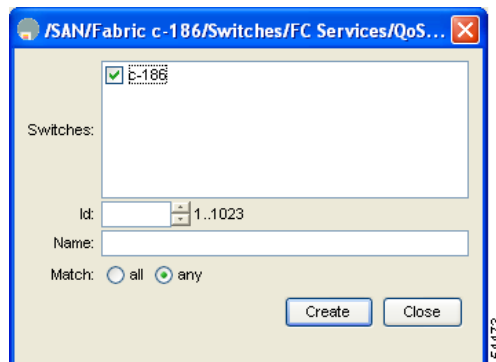 /SAN/Fabric c-186/Switches/FC Services/QoS...
c-186
Switches:
Id: 1..1023
Name:
Match: all any
Create Close